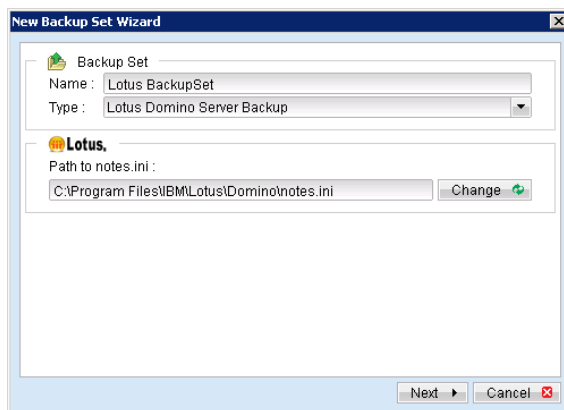 New Backup Set Wizard
Backup Set
Name : Lotus BackupSet
Type : Lotus Domino Server Backup
Lotus.
Path to notes.ini :
C:\Program Files\IBM\Lotus\Domino\notes.ini Change
Next Cancel